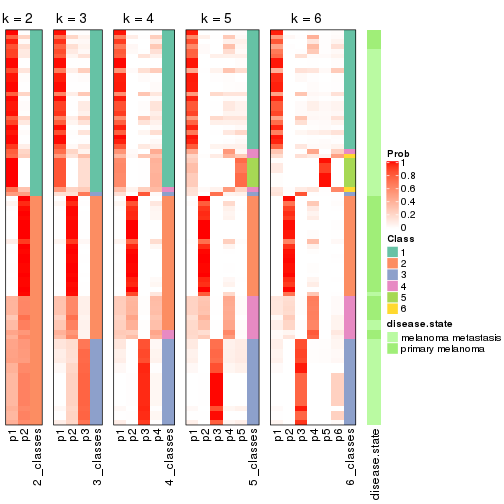 k = 2
k = 3
k = 4
k = 5
k = 6
Prob
1
0.8
0.6
0.4
0.2
0
Class
1
2
3
4
5
6
disease.state
melanoma metastasis
primary melanoma
p1
p2
2_classes
p1
p2
p3
3_classes
p1
p2
p3
p4
4_classes
p1
p2
p3
p4
p5
5_classes
p1
p2
p3
p4
p5
p6
6_classes
disease.state